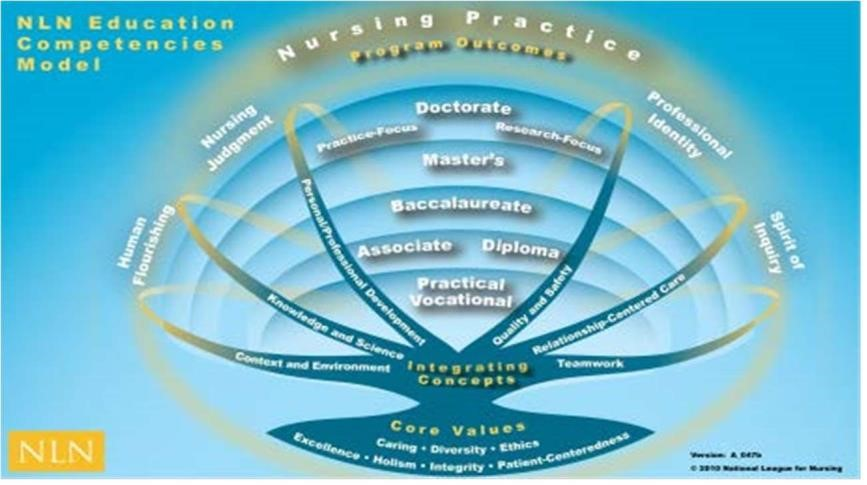 NLN Education
Competencies
Model
Nursing Practice
Program Outcomes
Human
Flourishing
Nursing
Judgment
Professional
Identity
Spirit of
Inquiry
Doctorate
Practice-Focus
Research-Focus
Master's
Baccalaureate
Associate
Diploma
Practical
Vocational
Context and Environment
Knowledge and Science
Personal/Professional Development
Quality and Safety
Relationship-Centered Care
Teamwork
Integrating
Concepts
Core Values
Caring • Diversity • Ethics
Excellence • Holism • Integrity • Patient-Centeredness
NLN
Version: A_047b
© 2010 National League for Nursing